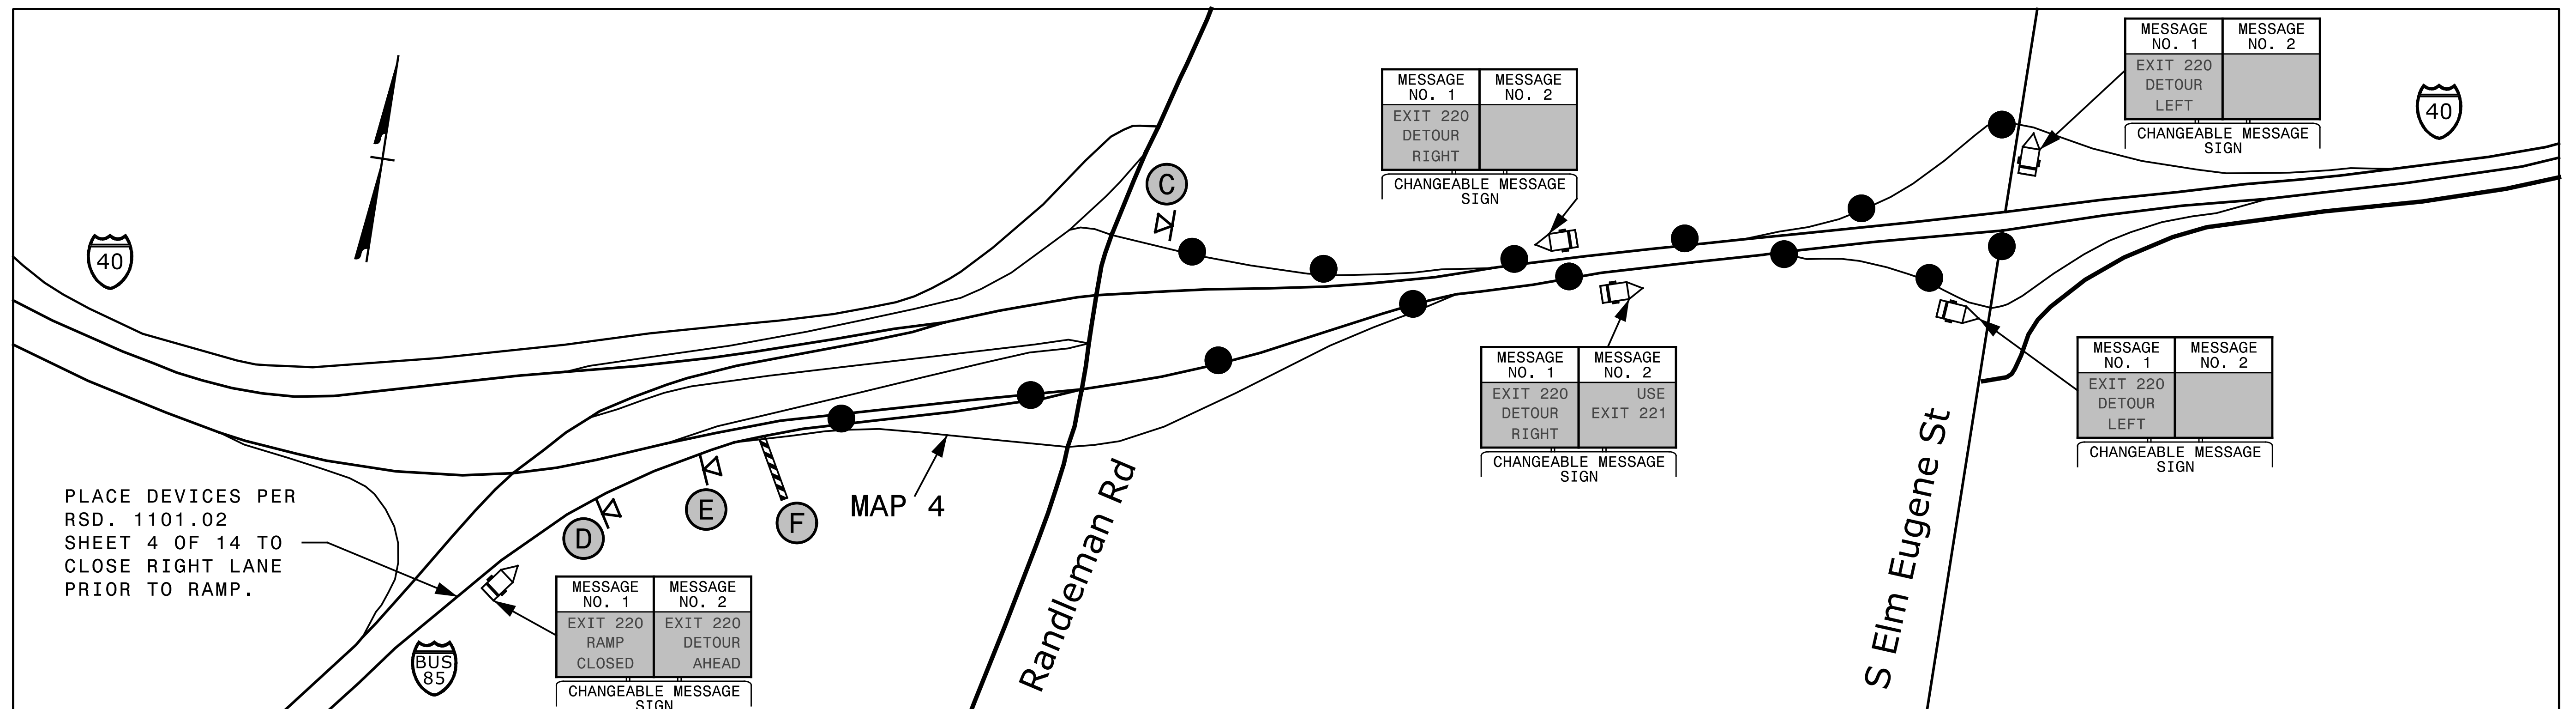 MESSAGE NO. 1
MESSAGE NO. 2
EXIT 220
DETOUR
LEFT
CHANGEABLE MESSAGE
SIGN
40
MESSAGE NO. 1
MESSAGE NO. 2
EXIT 220
DETOUR
RIGHT
CHANGEABLE MESSAGE
SIGN
C
40
MESSAGE NO. 1
MESSAGE NO. 2
EXIT 220
DETOUR
RIGHT
USE
EXIT 221
CHANGEABLE MESSAGE
SIGN
MESSAGE NO. 1
MESSAGE NO. 2
EXIT 220
DETOUR
LEFT
CHANGEABLE MESSAGE
SIGN
PLACE DEVICES PER
RSD. 1101.02
SHEET 4 OF 14 TO
CLOSE RIGHT LANE
PRIOR TO RAMP.
D
E
F
MAP 4
Randleman Rd
S Elm Eugene St
BUS
85
MESSAGE NO. 1
MESSAGE NO. 2
EXIT 220
RAMP
CLOSED
EXIT 220
DETOUR
AHEAD
CHANGEABLE MESSAGE
SIGN